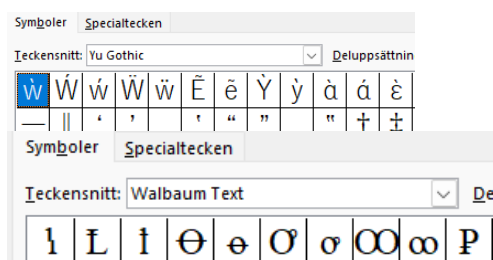 Symboler Specialtecken
Teckensnitt: Yu Gothic Deluppsättnin
ẁ Ẃ ẃ Ẅ ẅ Ẽ ẽ Ỳ ỳ ὰ ά ὲ
— ‖ ‘ ’ ‛ “ ” ‟ † ‡
Symboler Specialtecken
Teckensnitt: Walbaum Text De
ꝇ Ꝉ ꝉ Ꝋ ꝋ Ꝍ ꝍ Ꝏ ꝏ Ꝑ